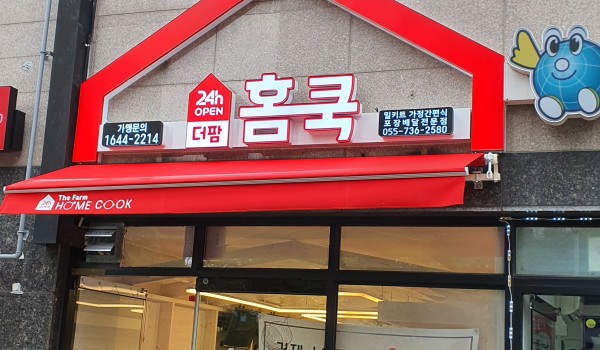 24h
OPEN
더팜
홈쿡
가맹문의
1644-2214
밀키트 가정간편식
포장배달전문점
055-736-2580
24h
The Farm
HOME COOK